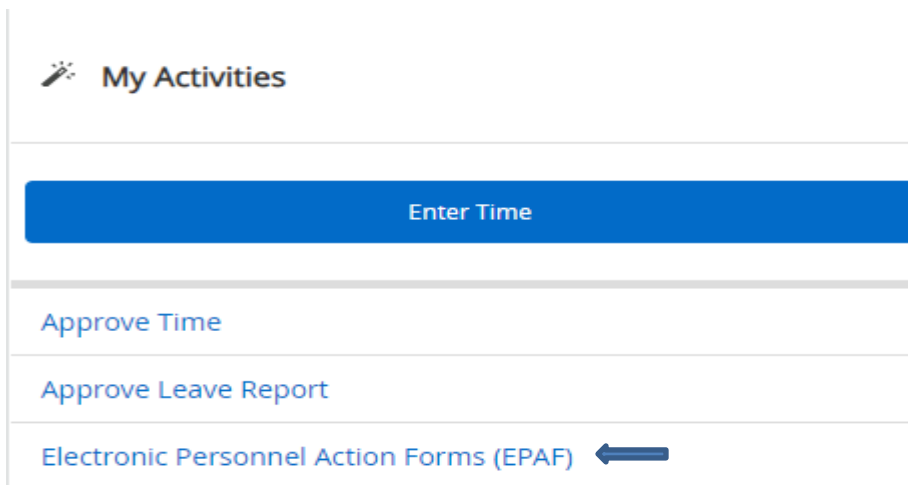 My Activities
Enter Time
Approve Time
Approve Leave Report
Electronic Personnel Action Forms (EPAF)